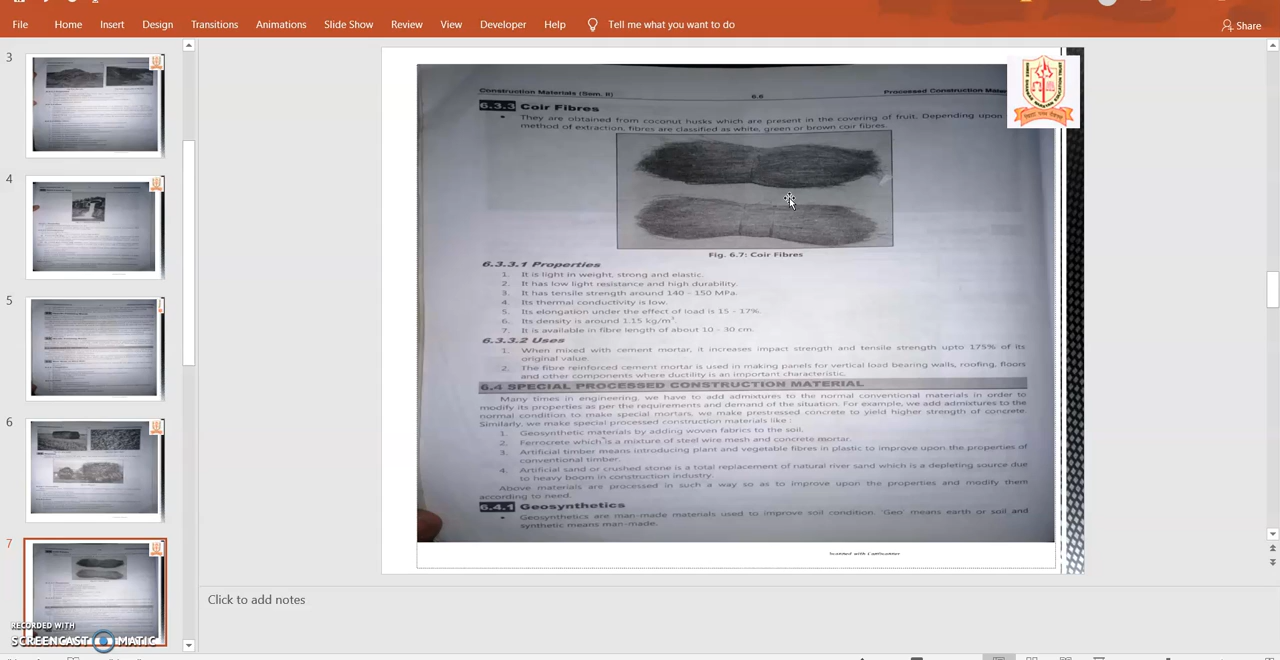 File Home Insert Design Transitions Animations Slide Show Review View Developer Help Tell me what you want to do Share
3
4
5
6
7
Construction Materials (Sem. II) 6.6 Processed Construction Mate
6.3.3 Coir Fibres
• They are obtained from coconut husks which are present in the covering of fruit. Depending upon
method of extraction, fibres are classified as white, green or brown coir fibres.
Fig. 6.7: Coir Fibres
6.3.3.1 Properties
1. It is light in weight, strong and elastic.
2. It has low light resistance and high durability.
3. It has tensile strength around 140 - 150 MPa.
4. Its thermal conductivity is low.
5. Its elongation under the effect of load is 15 - 17%.
6. Its density is around 1.15 kg/m³.
7. It is available in fibre length of about 10 - 30 cm.
6.3.3.2 Uses
1. When mixed with cement mortar, it increases impact strength and tensile strength upto 175% of its
original value.
2. The fibre reinforced cement mortar is used in making panels for vertical load bearing walls, roofing, floors
and other components where ductility is an important characteristic.
6.4 SPECIAL PROCESSED CONSTRUCTION MATERIAL
Many times in engineering, we have to add admixtures to the normal conventional materials in order to
modify its properties as per the requirements and demand of the situation. For example, we add admixtures to the
normal condition to make special mortars, we make prestressed concrete to yield higher strength of concrete.
Similarly, we make special processed construction materials like :
1. Geosynthetic materials by adding woven fabrics to the soil.
2. Ferrocrete which is a mixture of steel wire mesh and concrete mortar.
3. Artificial timber means introducing plant and vegetable fibres in plastic to improve upon the properties of
conventional timber.
4. Artificial sand or crushed stone is a total replacement of natural river sand which is a depleting source due
to heavy boom in construction industry.
Above materials are processed in such a way so as to improve upon the properties and modify them
according to need.
6.4.1 Geosynthetics
• Geosynthetics are man-made materials used to improve soil condition. 'Geo' means earth or soil and
synthetic means man-made.
Click to add notes
RECORDED WITH
SCREENCAST MATIC